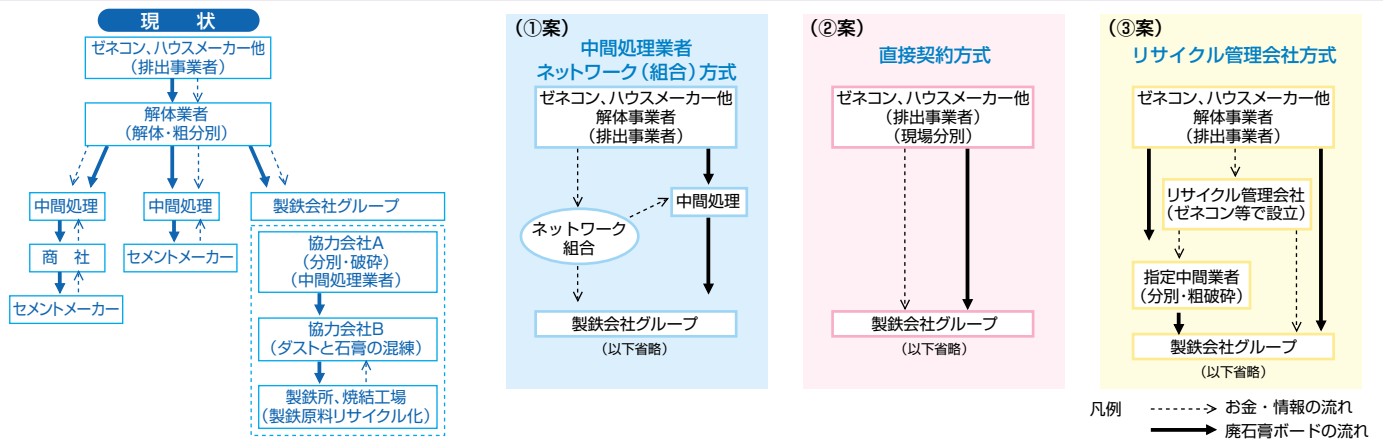 現　状
ゼネコン、ハウスメーカー他
（排出事業者）
解体業者
（解体・粗分別）
中間処理
商　社
セメントメーカー
中間処理
セメントメーカー
製鉄会社グループ
協力会社A
（分別・破砕）
（中間処理業者）
協力会社B
（ダストと石膏の混練）
製鉄所、焼結工場
（製鉄原料リサイクル化）
（①案）
中間処理業者
ネットワーク（組合）方式
ゼネコン、ハウスメーカー他
解体事業者
（排出事業者）
中間処理
ネットワーク
組合
製鉄会社グループ
（以下省略）
（②案）
直接契約方式
ゼネコン、ハウスメーカー他
（排出事業者）
（現場分別）
製鉄会社グループ
（以下省略）
（③案）
リサイクル管理会社方式
ゼネコン、ハウスメーカー他
解体事業者
（排出事業者）
リサイクル管理会社
（ゼネコン等で設立）
指定中間業者
（分別・粗破砕）
製鉄会社グループ
（以下省略）
凡例
お金・情報の流れ
廃石膏ボードの流れ